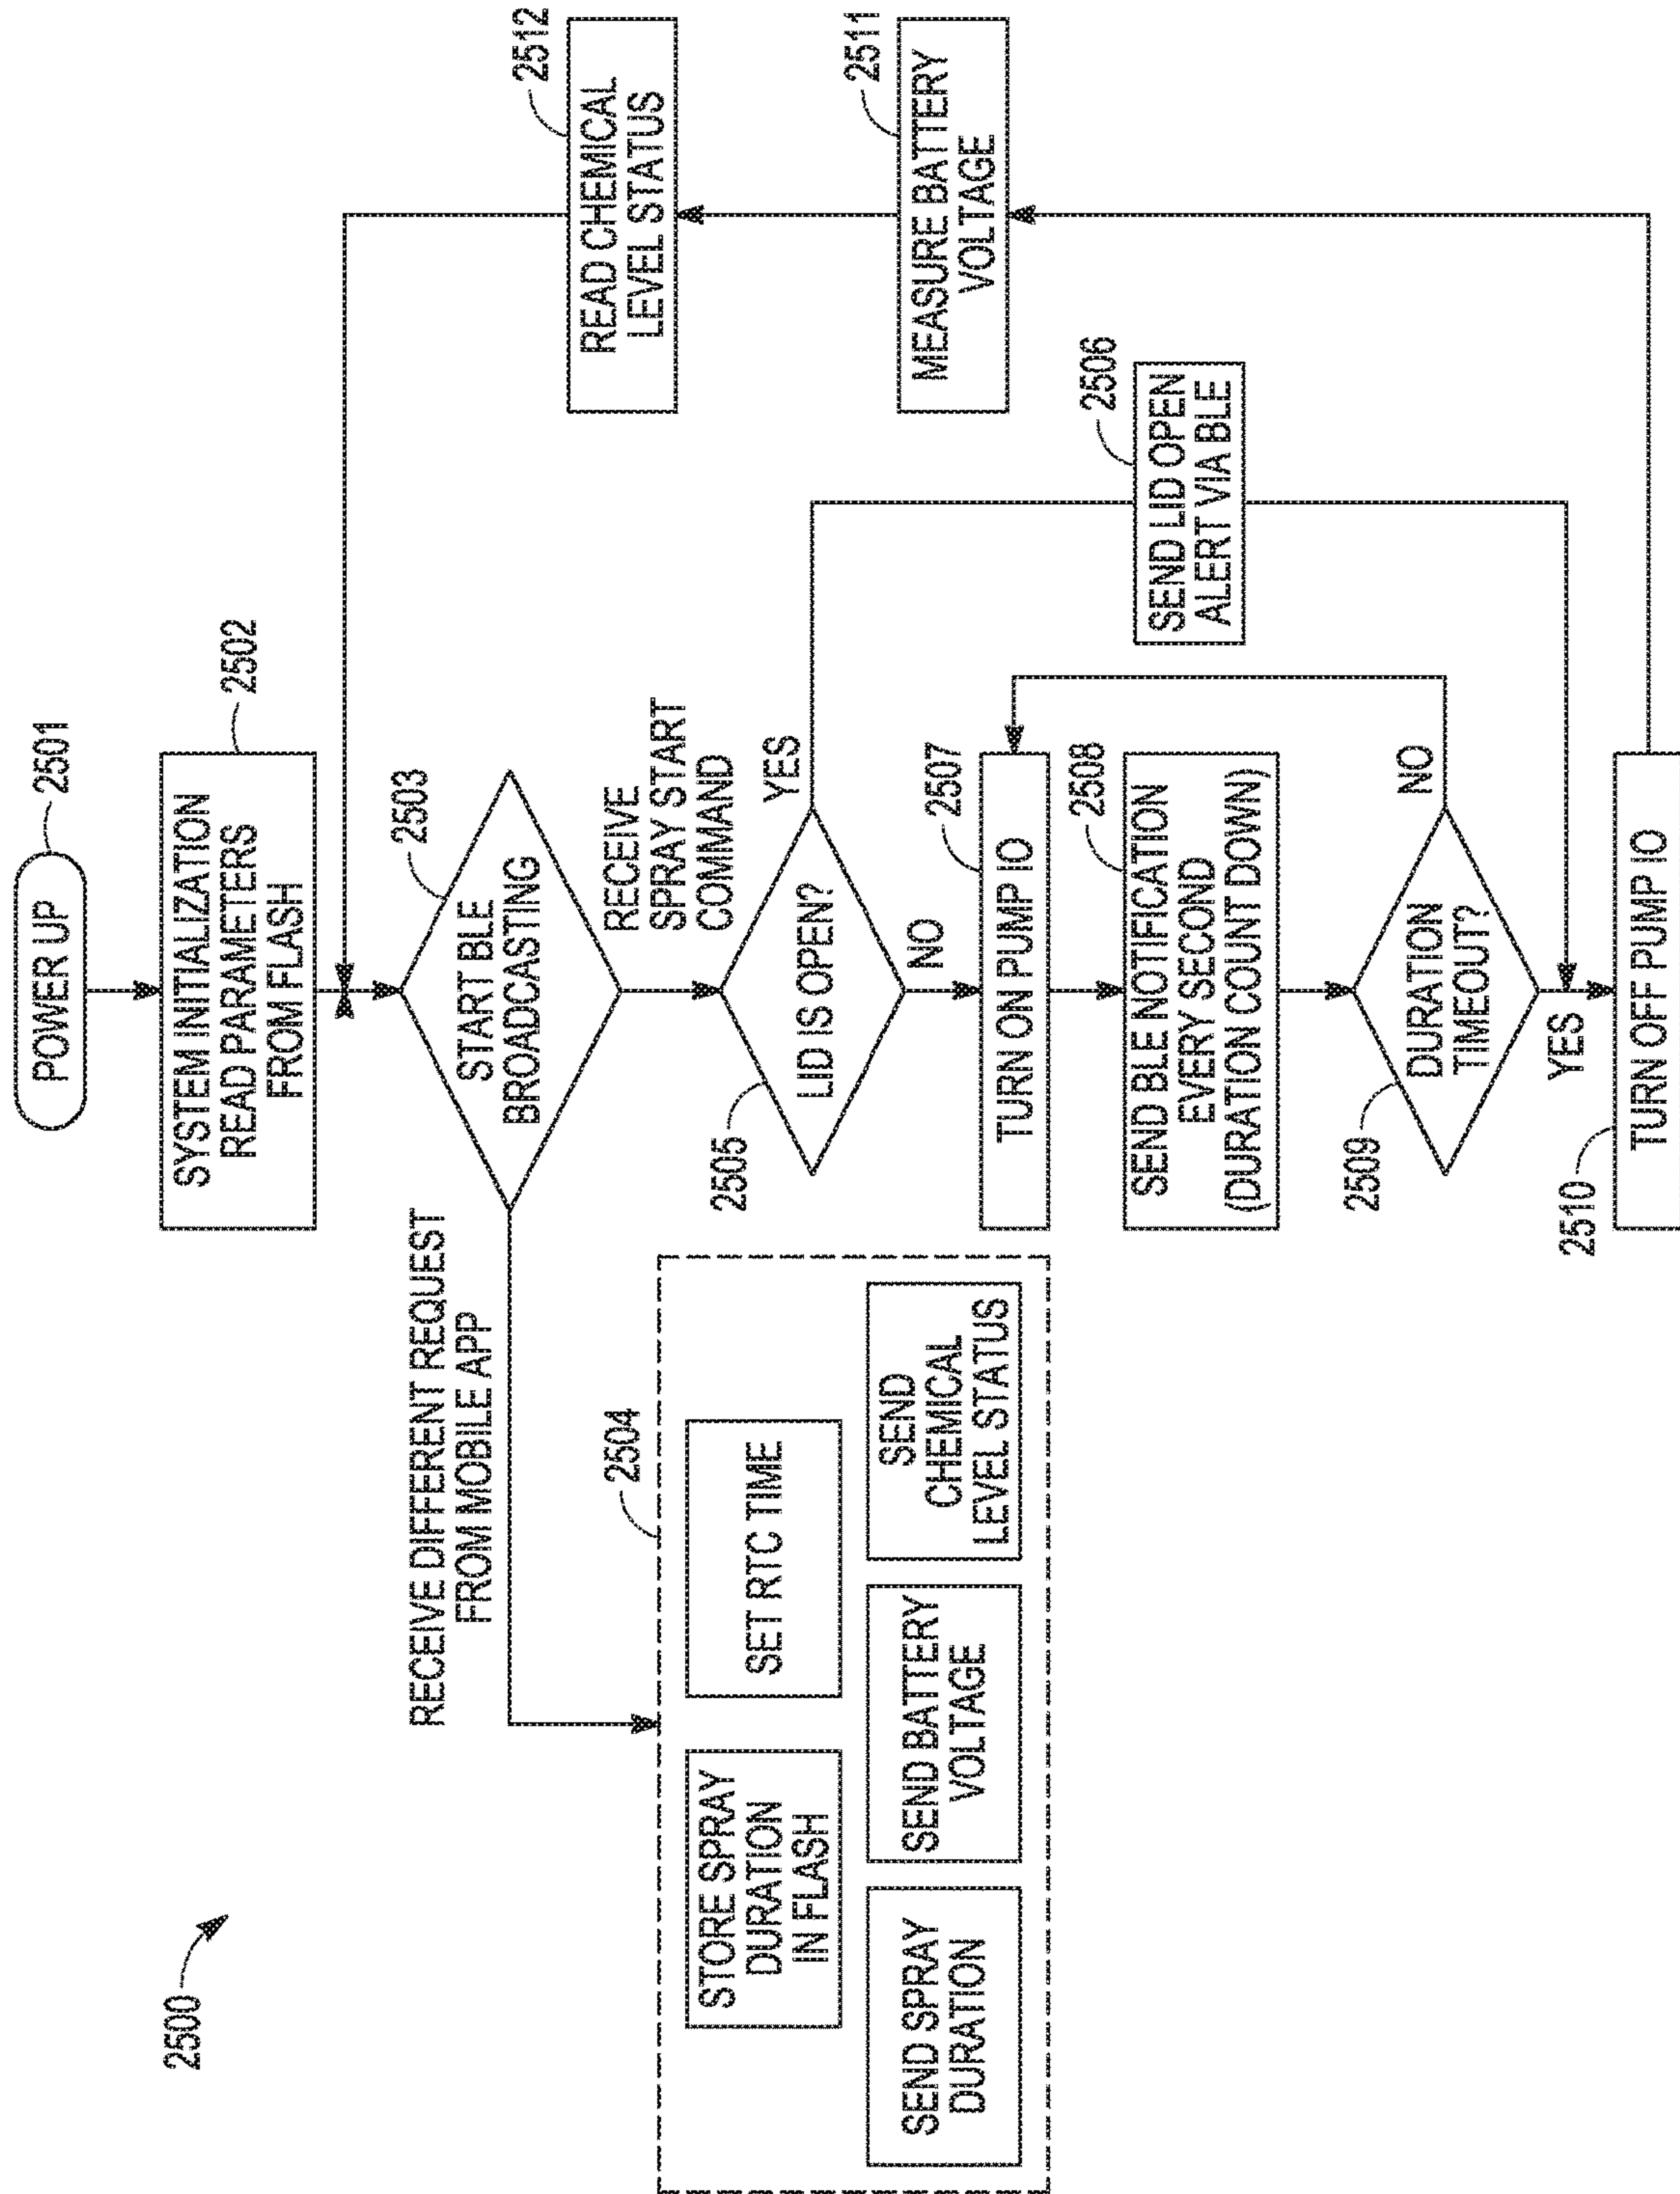 2500
POWER UP
2501
SYSTEM INITIALIZATION
READ PARAMETERS
FROM FLASH
2502
START BLE
BROADCASTING
2503
RECEIVE DIFFERENT REQUEST
FROM MOBILE APP
2504
STORE SPRAY
DURATION
IN FLASH
SET RTC TIME
SEND SPRAY
DURATION
SEND BATTERY
VOLTAGE
SEND
CHEMICAL
LEVEL STATUS
RECEIVE
SPRAY START
COMMAND
2505
LID IS OPEN?
YES
NO
2506
SEND LID OPEN
ALERT VIA BLE
2507
TURN ON PUMP IO
2508
SEND BLE NOTIFICATION
EVERY SECOND
(DURATION COUNT DOWN)
2509
DURATION
TIMEOUT?
NO
YES
2510
TURN OFF PUMP IO
2511
MEASURE BATTERY
VOLTAGE
2512
READ CHEMICAL
LEVEL STATUS